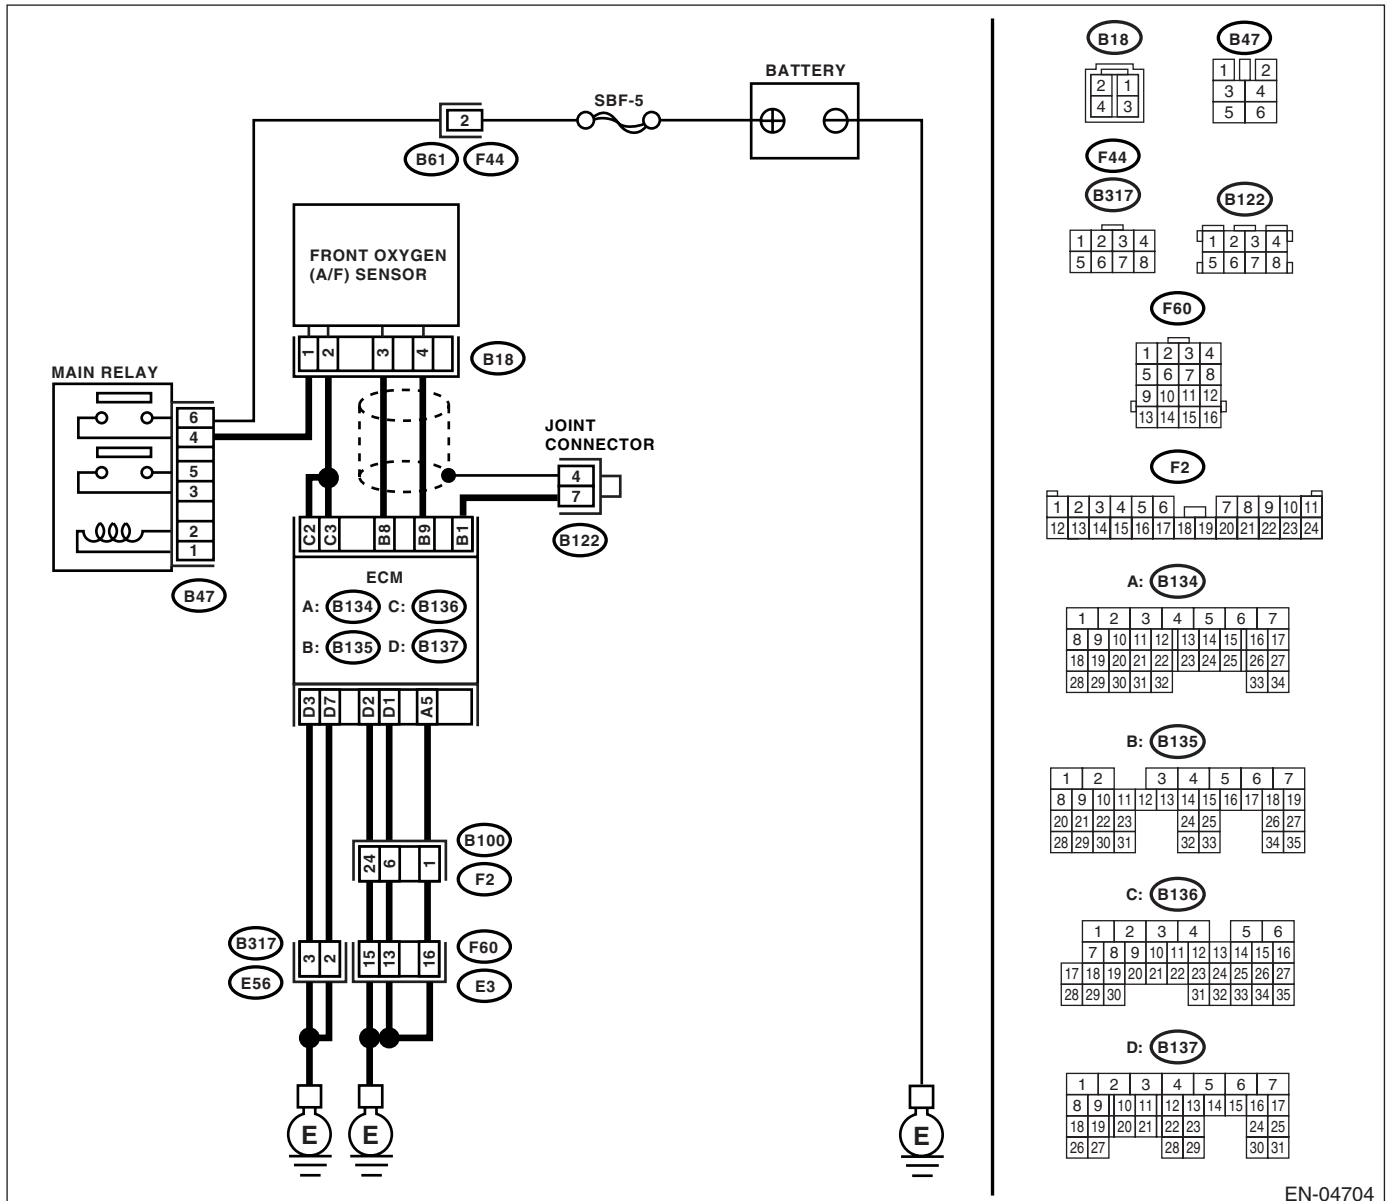 BATTERY
SBF-5
2
B61 F44
FRONT OXYGEN
(A/F) SENSOR
1 2 3 4
B18
MAIN RELAY
6
4
5
3
2
1
B47
JOINT
CONNECTOR
4
7
B122
C2 C3 B8 B9 B1
ECM
A: B134 C: B136
B: B135 D: B137
D3 D7 D2 D1 A5
24 6 1
B100
F2
B317
E56
3 2
15 13 16
F60
E3
E E E
B18
2 1
4 3
B47
1 2
3 4
5 6
F44
B317
1 2 3 4
5 6 7 8
B122
1 2 3 4
5 6 7 8
F60
1 2 3 4
5 6 7 8
9 10 11 12
13 14 15 16
F2
1 2 3 4 5 6 7 8 9 10 11
12 13 14 15 16 17 18 19 20 21 22 23 24
A: B134
1 2 3 4 5 6 7
8 9 10 11 12 13 14 15 16 17
18 19 20 21 22 23 24 25 26 27
28 29 30 31 32 33 34
B: B135
1 2 3 4 5 6 7
8 9 10 11 12 13 14 15 16 17 18 19
20 21 22 23 24 25 26 27
28 29 30 31 32 33 34 35
C: B136
1 2 3 4 5 6
7 8 9 10 11 12 13 14 15 16
17 18 19 20 21 22 23 24 25 26 27
28 29 30 31 32 33 34 35
D: B137
1 2 3 4 5 6 7
8 9 10 11 12 13 14 15 16 17
18 19 20 21 22 23 24 25
26 27 28 29 30 31
EN-04704